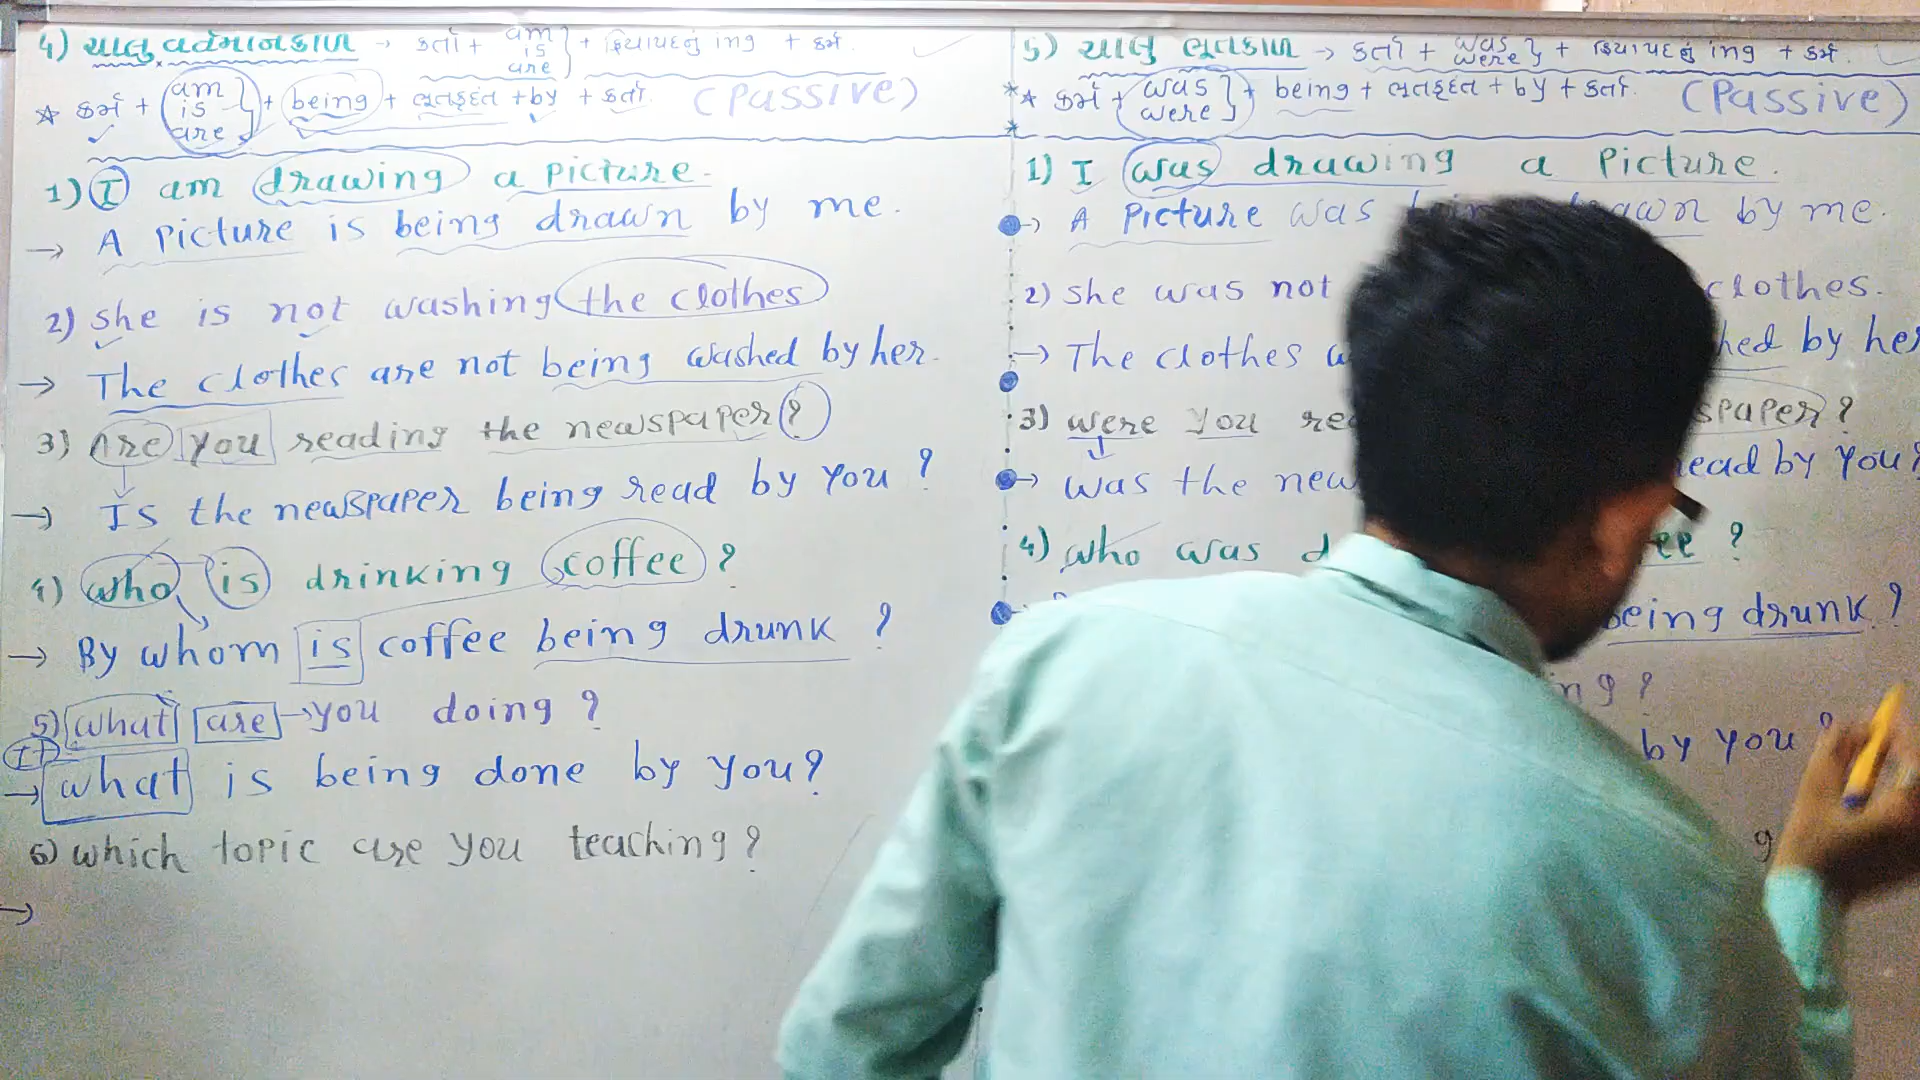 4) ચાલુ વર્તમાનકાળ → કર્તા + am is are } + ક્રિયાપદનું ing + કર્મ.
* કર્મ + am is are } + being + ભૂતકૃદંત + by + કર્તા. (Passive)
1) I am drawing a picture.
→ A picture is being drawn by me.
2) she is not washing the clothes
→ The clothes are not being washed by her.
3) Are you reading the newspaper?
→ Is the newspaper being read by you?
4) who is drinking coffee?
→ By whom is coffee being drunk?
5) what are → you doing?
It
→ what is being done by you?
6) which topic are you teaching?
→
5) ચાલુ ભૂતકાળ → કર્તા + was were } + ક્રિયાપદનું ing + કર્મ.
* કર્મ + was were } + being + ભૂતકૃદંત + by + કર્તા. (Passive)
1) I was drawing a picture.
→ A picture was drawn by me.
2) she was not clothes.
→ The clothes by her
3) were you ?
→ was the read by you?
4) who was ?
being drunk?
?
by you?